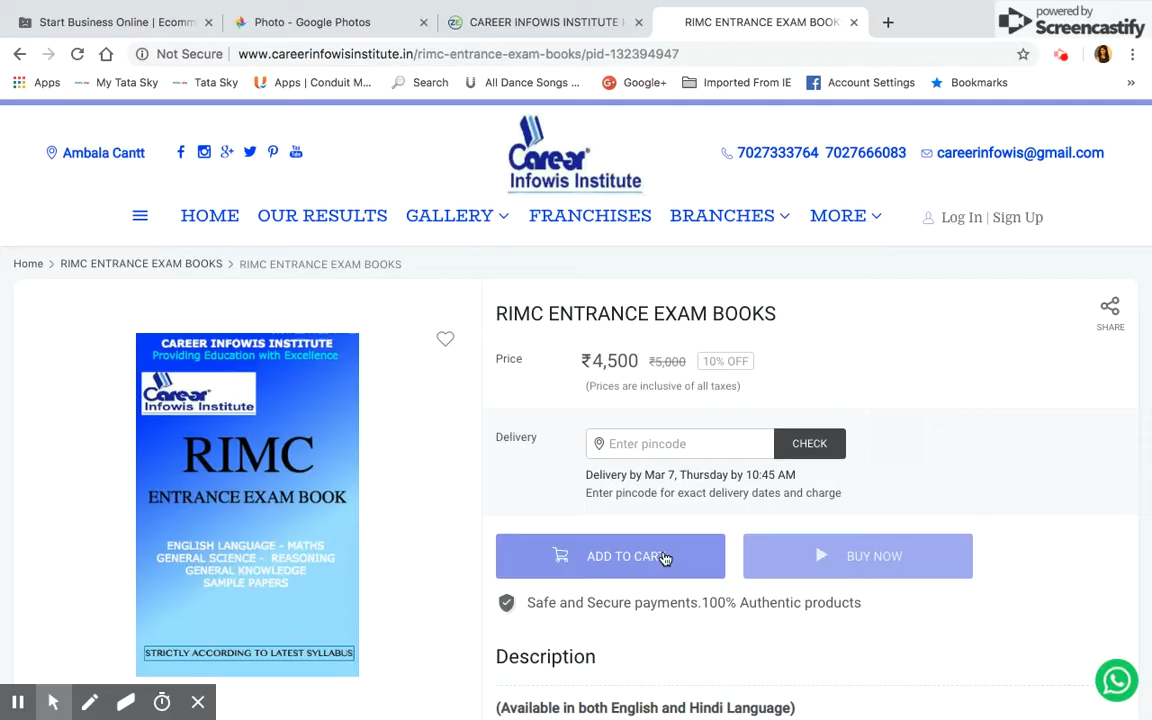 Start Business Online | Ecomm
Photo - Google Photos
CAREER INFOWIS INSTITUTE
RIMC ENTRANCE EXAM BOOK
powered by
Screencastify
Not Secure
www.careerinfowisinstitute.in/rimc-entrance-exam-books/pid-132394947
Apps
My Tata Sky
Tata Sky
Apps | Conduit M...
Search
All Dance Songs ...
Google+
Imported From IE
Account Settings
Bookmarks
»
Ambala Cantt
Carear
Infowis Institute
7027333764 7027666083
careerinfowis@gmail.com
HOME
OUR RESULTS
GALLERY
FRANCHISES
BRANCHES
MORE
Log In | Sign Up
Home > RIMC ENTRANCE EXAM BOOKS > RIMC ENTRANCE EXAM BOOKS
CAREER INFOWIS INSTITUTE
Providing Education with Excellence
Carear
Infowis Institute
RIMC
ENTRANCE EXAM BOOK
ENGLISH LANGUAGE - MATHS
GENERAL SCIENCE - REASONING
GENERAL KNOWLEDGE
SAMPLE PAPERS
STRICTLY ACCORDING TO LATEST SYLLABUS
RIMC ENTRANCE EXAM BOOKS
SHARE
Price
₹4,500 ₹5,000 10% OFF
(Prices are inclusive of all taxes)
Delivery
Enter pincode
CHECK
Delivery by Mar 7, Thursday by 10:45 AM
Enter pincode for exact delivery dates and charge
ADD TO CART
BUY NOW
Safe and Secure payments.100% Authentic products
Description
(Available in both English and Hindi Language)